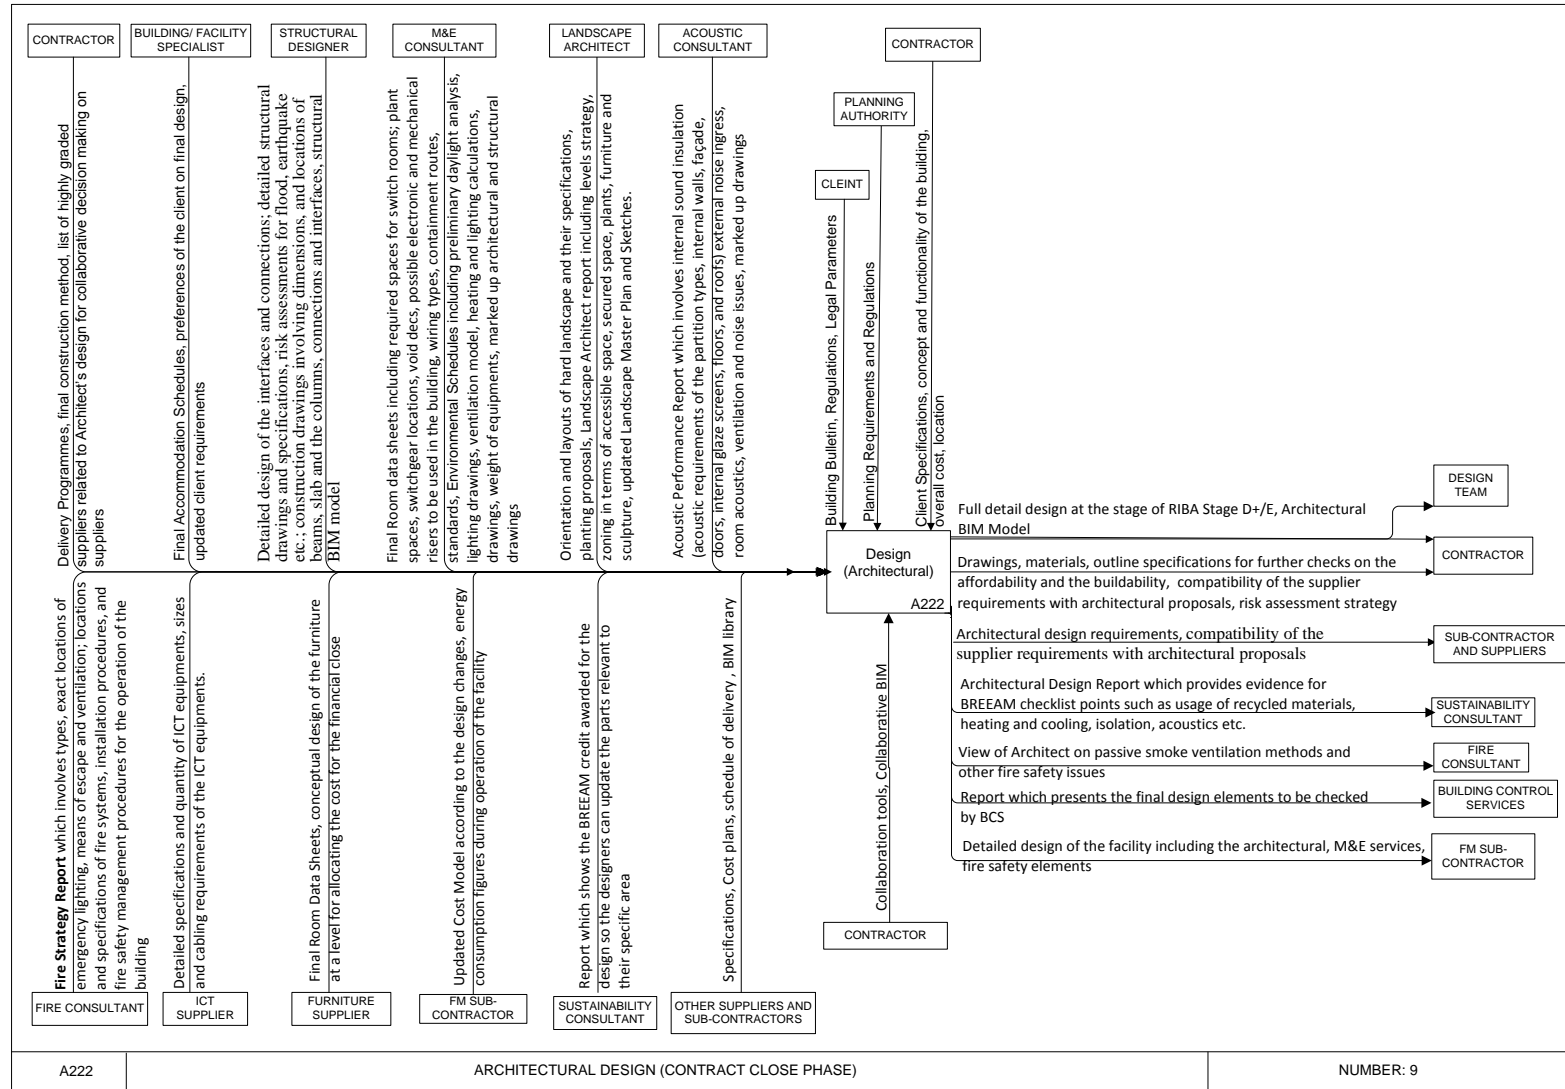 CONTRACTOR
BUILDING/ FACILITY
SPECIALIST
STRUCTURAL
DESIGNER
M&E
CONSULTANT
LANDSCAPE
ARCHITECT
ACOUSTIC
CONSULTANT
CONTRACTOR
PLANNING
AUTHORITY
CLEINT
Delivery Programmes, final construction method, list of highly graded
suppliers related to Architect's design for collaborative decision making on
suppliers
Final Accommodation Schedules, preferences of the client on final design,
updated client requirements
Detailed design of the interfaces and connections; detailed structural
drawings and specifications, risk assessments for flood, earthquake
etc.; construction drawings involving dimensions, and locations of
beams, slab and the columns, connections and interfaces, structural
BIM model
Final Room data sheets including required spaces for switch rooms; plant
spaces, switchgear locations, void decs, possible electronic and mechanical
risers to be used in the building, wiring types, containment routes,
standards, Environmental Schedules including preliminary daylight analysis,
lighting drawings, ventilation model, heating and lighting calculations,
drawings, weight of equipments, marked up architectural and structural
drawings
Orientation and layouts of hard landscape and their specifications,
planting proposals, Landscape Architect report including levels strategy,
zoning in terms of accessible space, secured space, plants, furniture and
sculpture, updated Landscape Master Plan and Sketches.
Acoustic Performance Report which involves internal sound insulation
(acoustic requirements of the partition types, internal walls, façade,
doors, internal glaze screens, floors, and roofs) external noise ingress,
room acoustics, ventilation and noise issues, marked up drawings
Building Bulletin, Regulations, Legal Parameters
Planning Requirements and Regulations
Client Specifications, concept and functionality of the building,
overall cost, location
Design
(Architectural)
A222
Full detail design at the stage of RIBA Stage D+/E, Architectural
BIM Model
DESIGN
TEAM
CONTRACTOR
Drawings, materials, outline specifications for further checks on the
affordability and the buildability, compatibility of the supplier
requirements with architectural proposals, risk assessment strategy
Architectural design requirements, compatibility of the
supplier requirements with architectural proposals
SUB-CONTRACTOR
AND SUPPLIERS
Architectural Design Report which provides evidence for
BREEAM checklist points such as usage of recycled materials,
heating and cooling, isolation, acoustics etc.
SUSTAINABILITY
CONSULTANT
View of Architect on passive smoke ventilation methods and
other fire safety issues
FIRE
CONSULTANT
Report which presents the final design elements to be checked
by BCS
BUILDING CONTROL
SERVICES
Detailed design of the facility including the architectural, M&E services,
fire safety elements
FM SUB-
CONTRACTOR
Fire Strategy Report which involves types, exact locations of
emergency lighting, means of escape and ventilation; locations
and specifications of fire systems, installation procedures, and
fire safety management procedures for the operation of the
building
Detailed specifications and quantity of ICT equipments, sizes
and cabling requirements of the ICT equipments.
Final Room Data Sheets, conceptual design of the furniture
at a level for allocating the cost for the financial close
Updated Cost Model according to the design changes, energy
consumption figures during operation of the facility
Report which shows the BREEAM credit awarded for the
design so the designers can update the parts relevant to
their specific area
Specifications, Cost plans, schedule of delivery , BIM library
Collaboration tools, Collaborative BIM
CONTRACTOR
FIRE CONSULTANT
ICT
SUPPLIER
FURNITURE
SUPPLIER
FM SUB-
CONTRACTOR
SUSTAINABILITY
CONSULTANT
OTHER SUPPLIERS AND
SUB-CONTRACTORS
A222
ARCHITECTURAL DESIGN (CONTRACT CLOSE PHASE)
NUMBER: 9